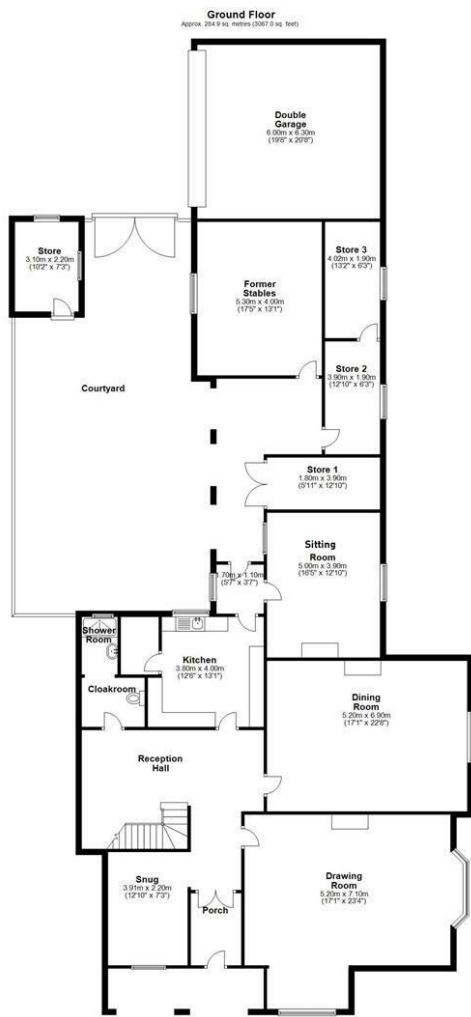 Ground Floor
Approx. 284.9 sq. metres (3067.0 sq. feet)
Double
Garage
6.00m x 6.30m
(19'8" x 20'8")
Store
3.10m x 2.20m
(10'2" x 7'3")
Former
Stables
5.30m x 4.00m
(17'5" x 13'1")
Store 3
4.02m x 1.90m
(13'2" x 6'3")
Courtyard
Store 2
3.90m x 1.90m
(12'10" x 6'3")
Store 1
1.80m x 3.90m
(5'11" x 12'10")
Sitting
Room
5.00m x 3.90m
(16'5" x 12'10")
1.70m x 1.10m
(5'7" x 3'7")
Shower
Room
Kitchen
3.80m x 4.00m
(12'6" x 13'1")
Cloakroom
Dining
Room
5.20m x 6.90m
(17'1" x 22'8")
Reception
Hall
Drawing
Room
5.20m x 7.10m
(17'1" x 23'4")
Snug
3.91m x 2.20m
(12'10" x 7'3")
Porch